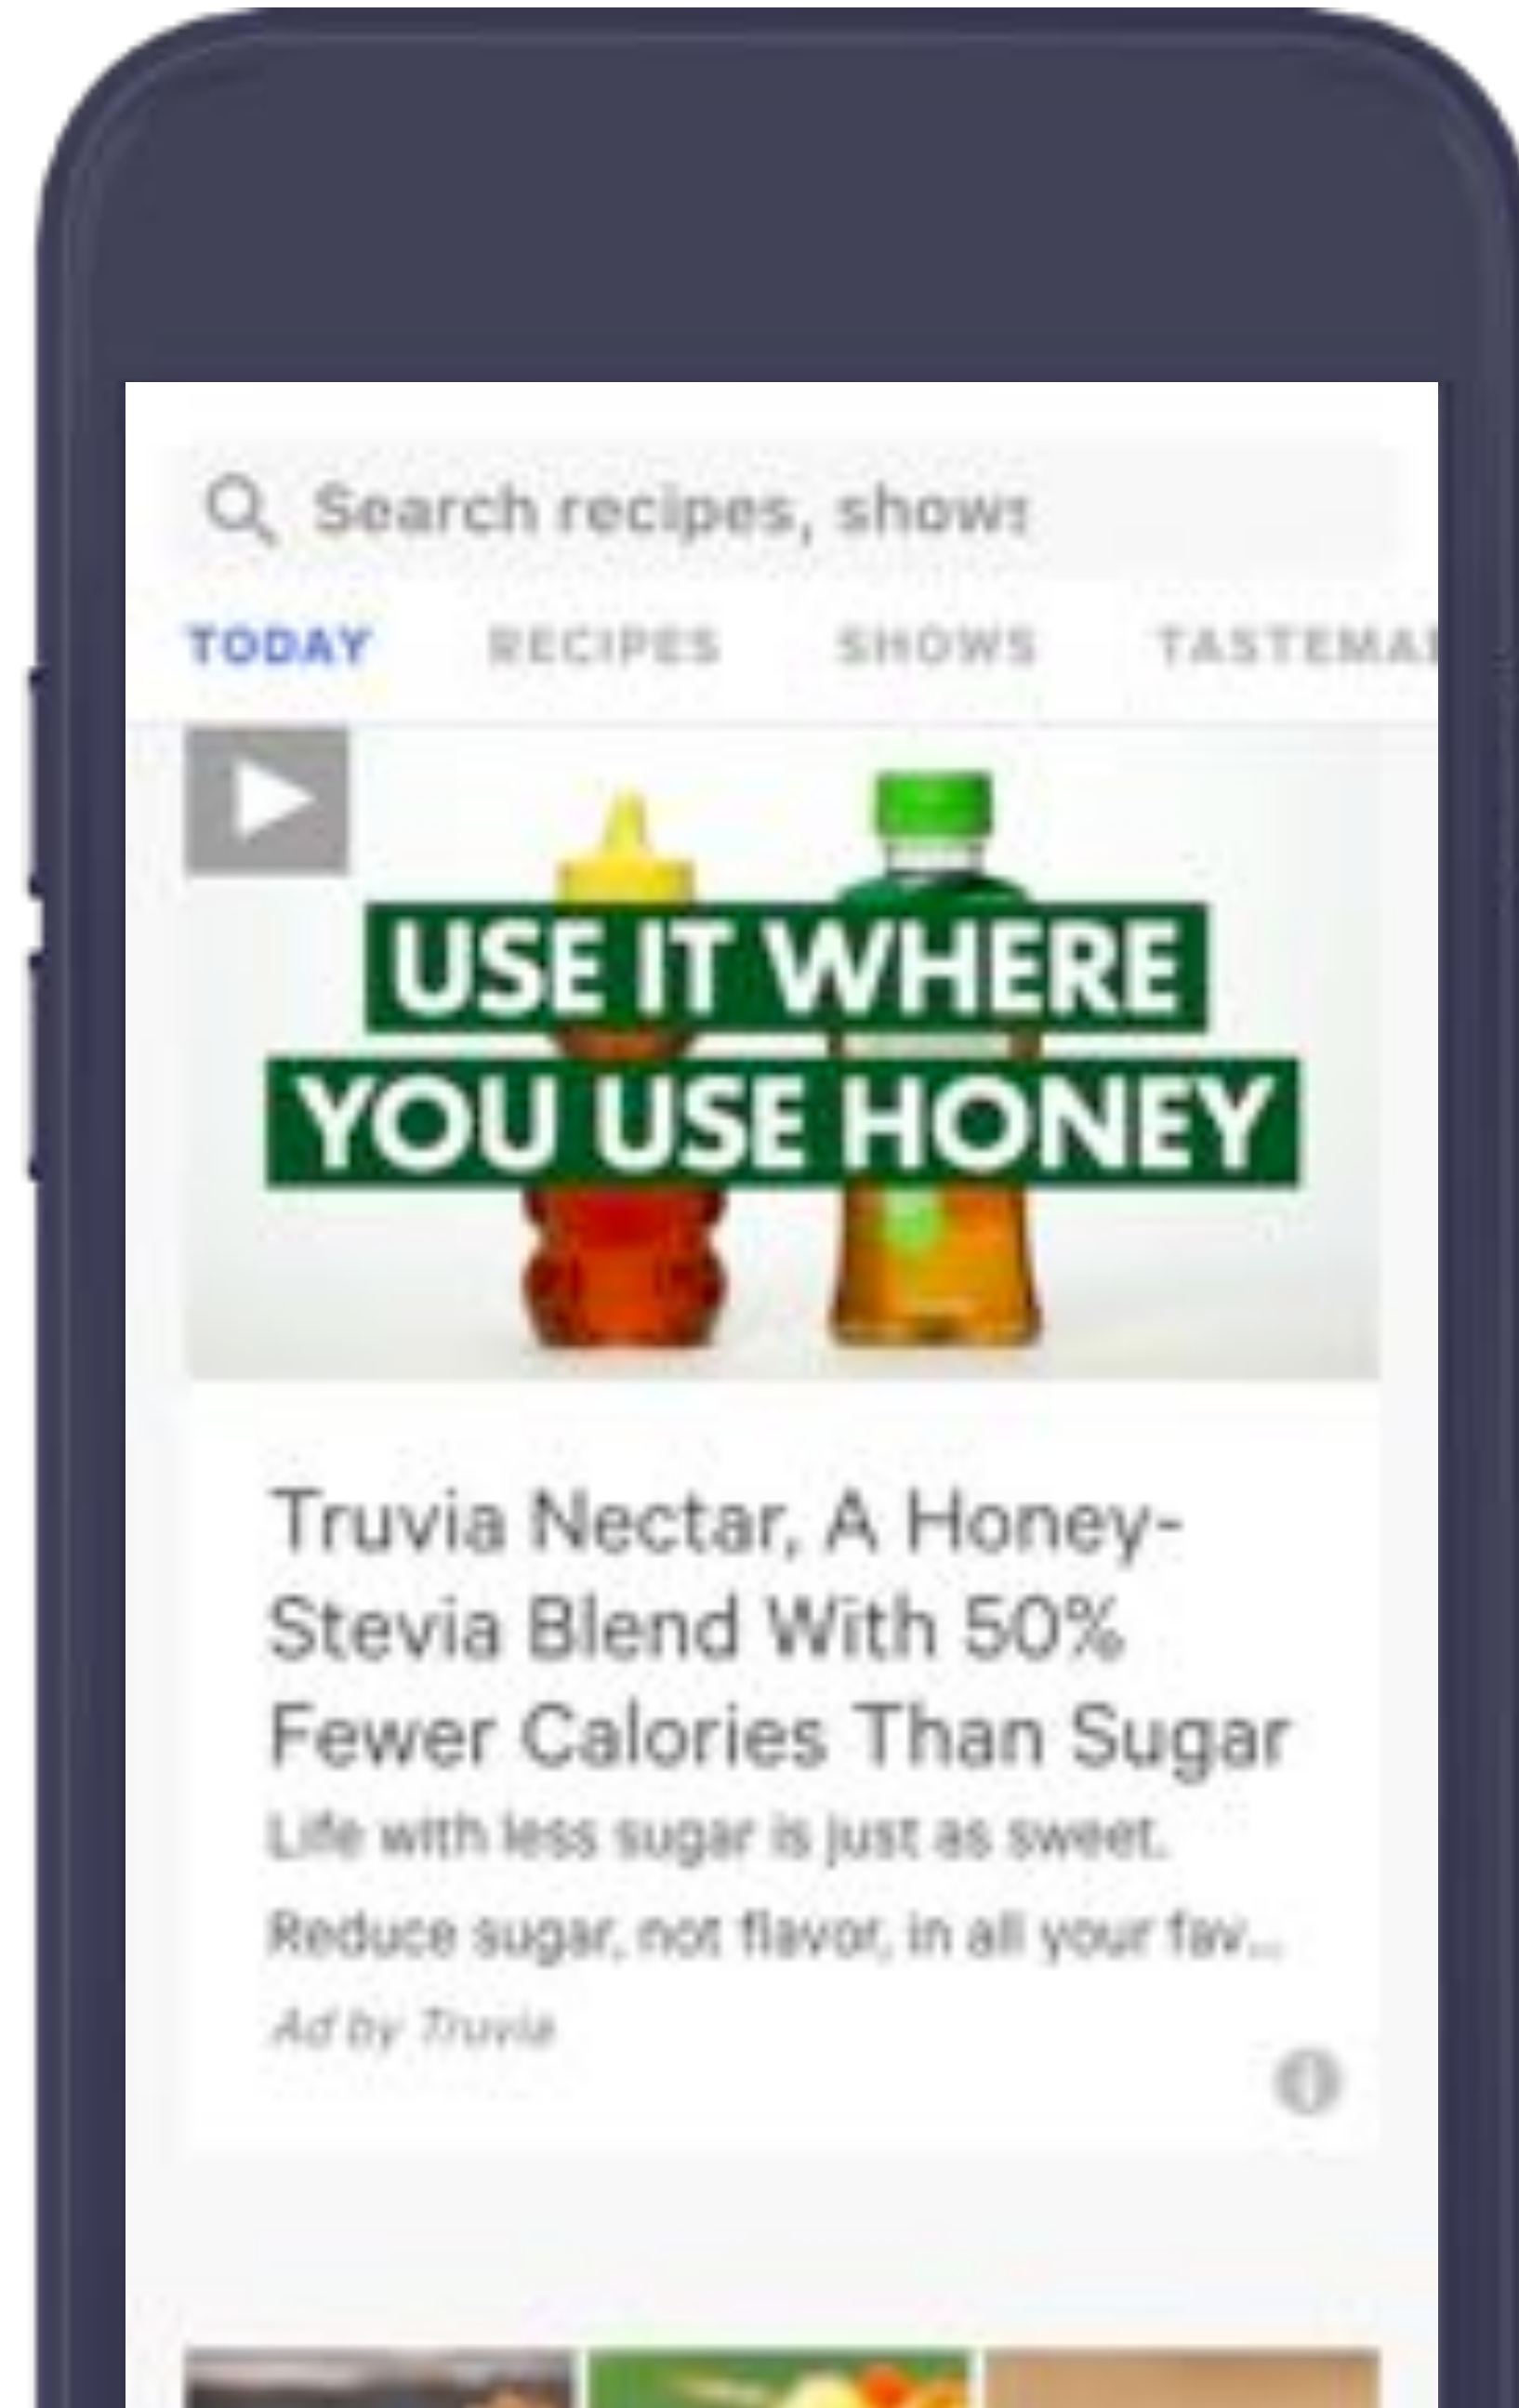 Search recipes, shows
TODAY RECIPES SHOWS TASTEMA
USE IT WHERE
YOU USE HONEY
Truvia Nectar, A Honey-
Stevia Blend With 50%
Fewer Calories Than Sugar
Life with less sugar is just as sweet.
Reduce sugar, not flavor, in all your fav...
Ad by Truvia